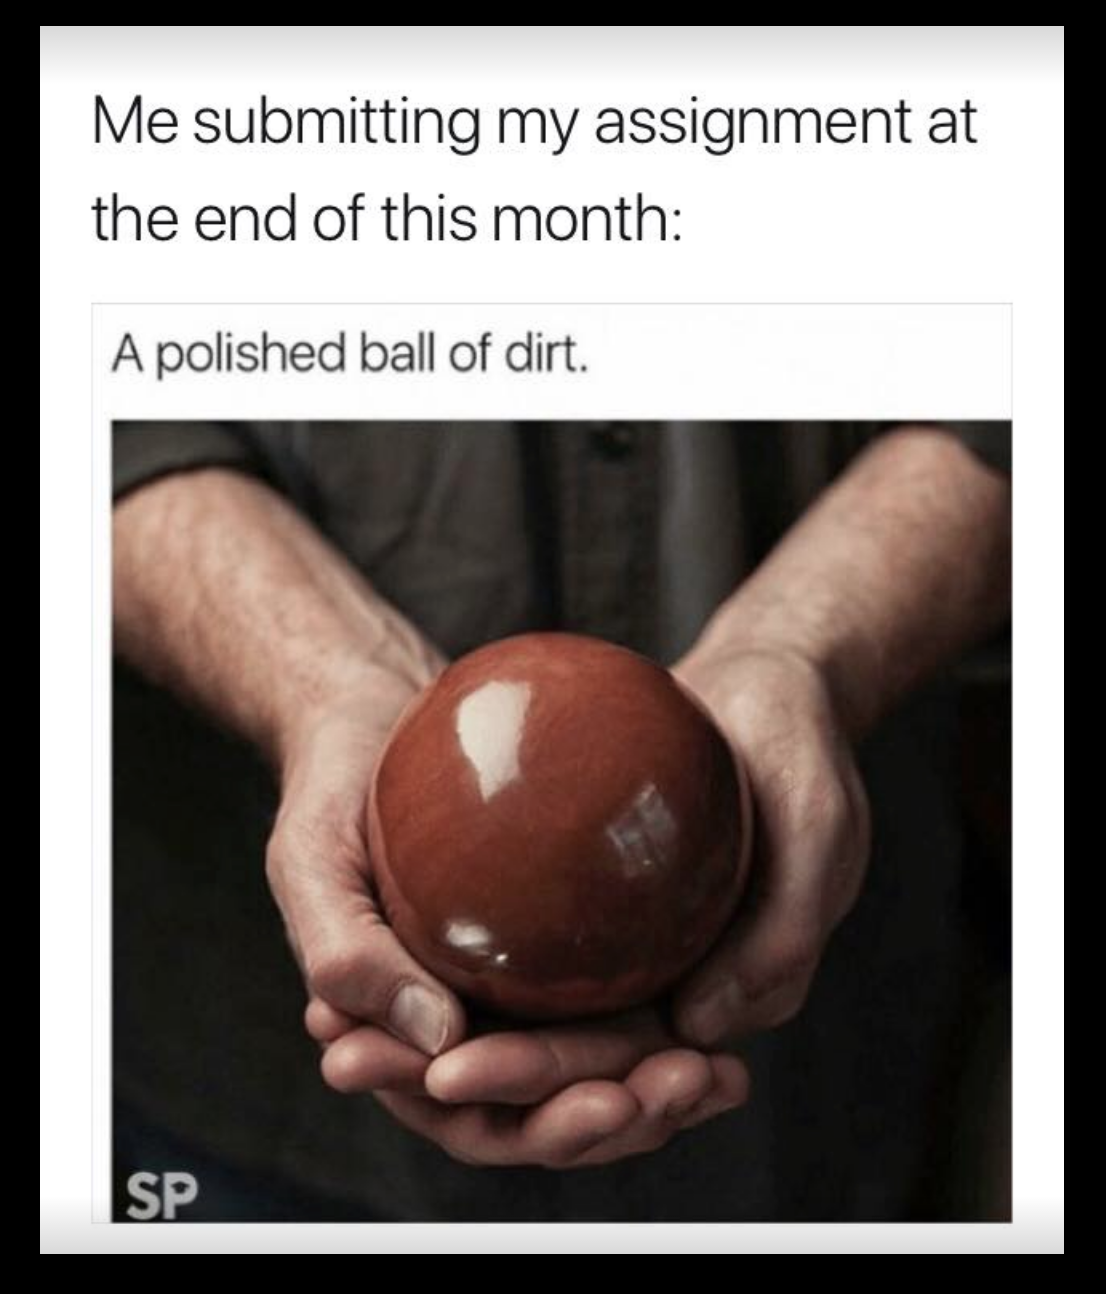 Me submitting my assignment at
the end of this month:
A polished ball of dirt.
SP